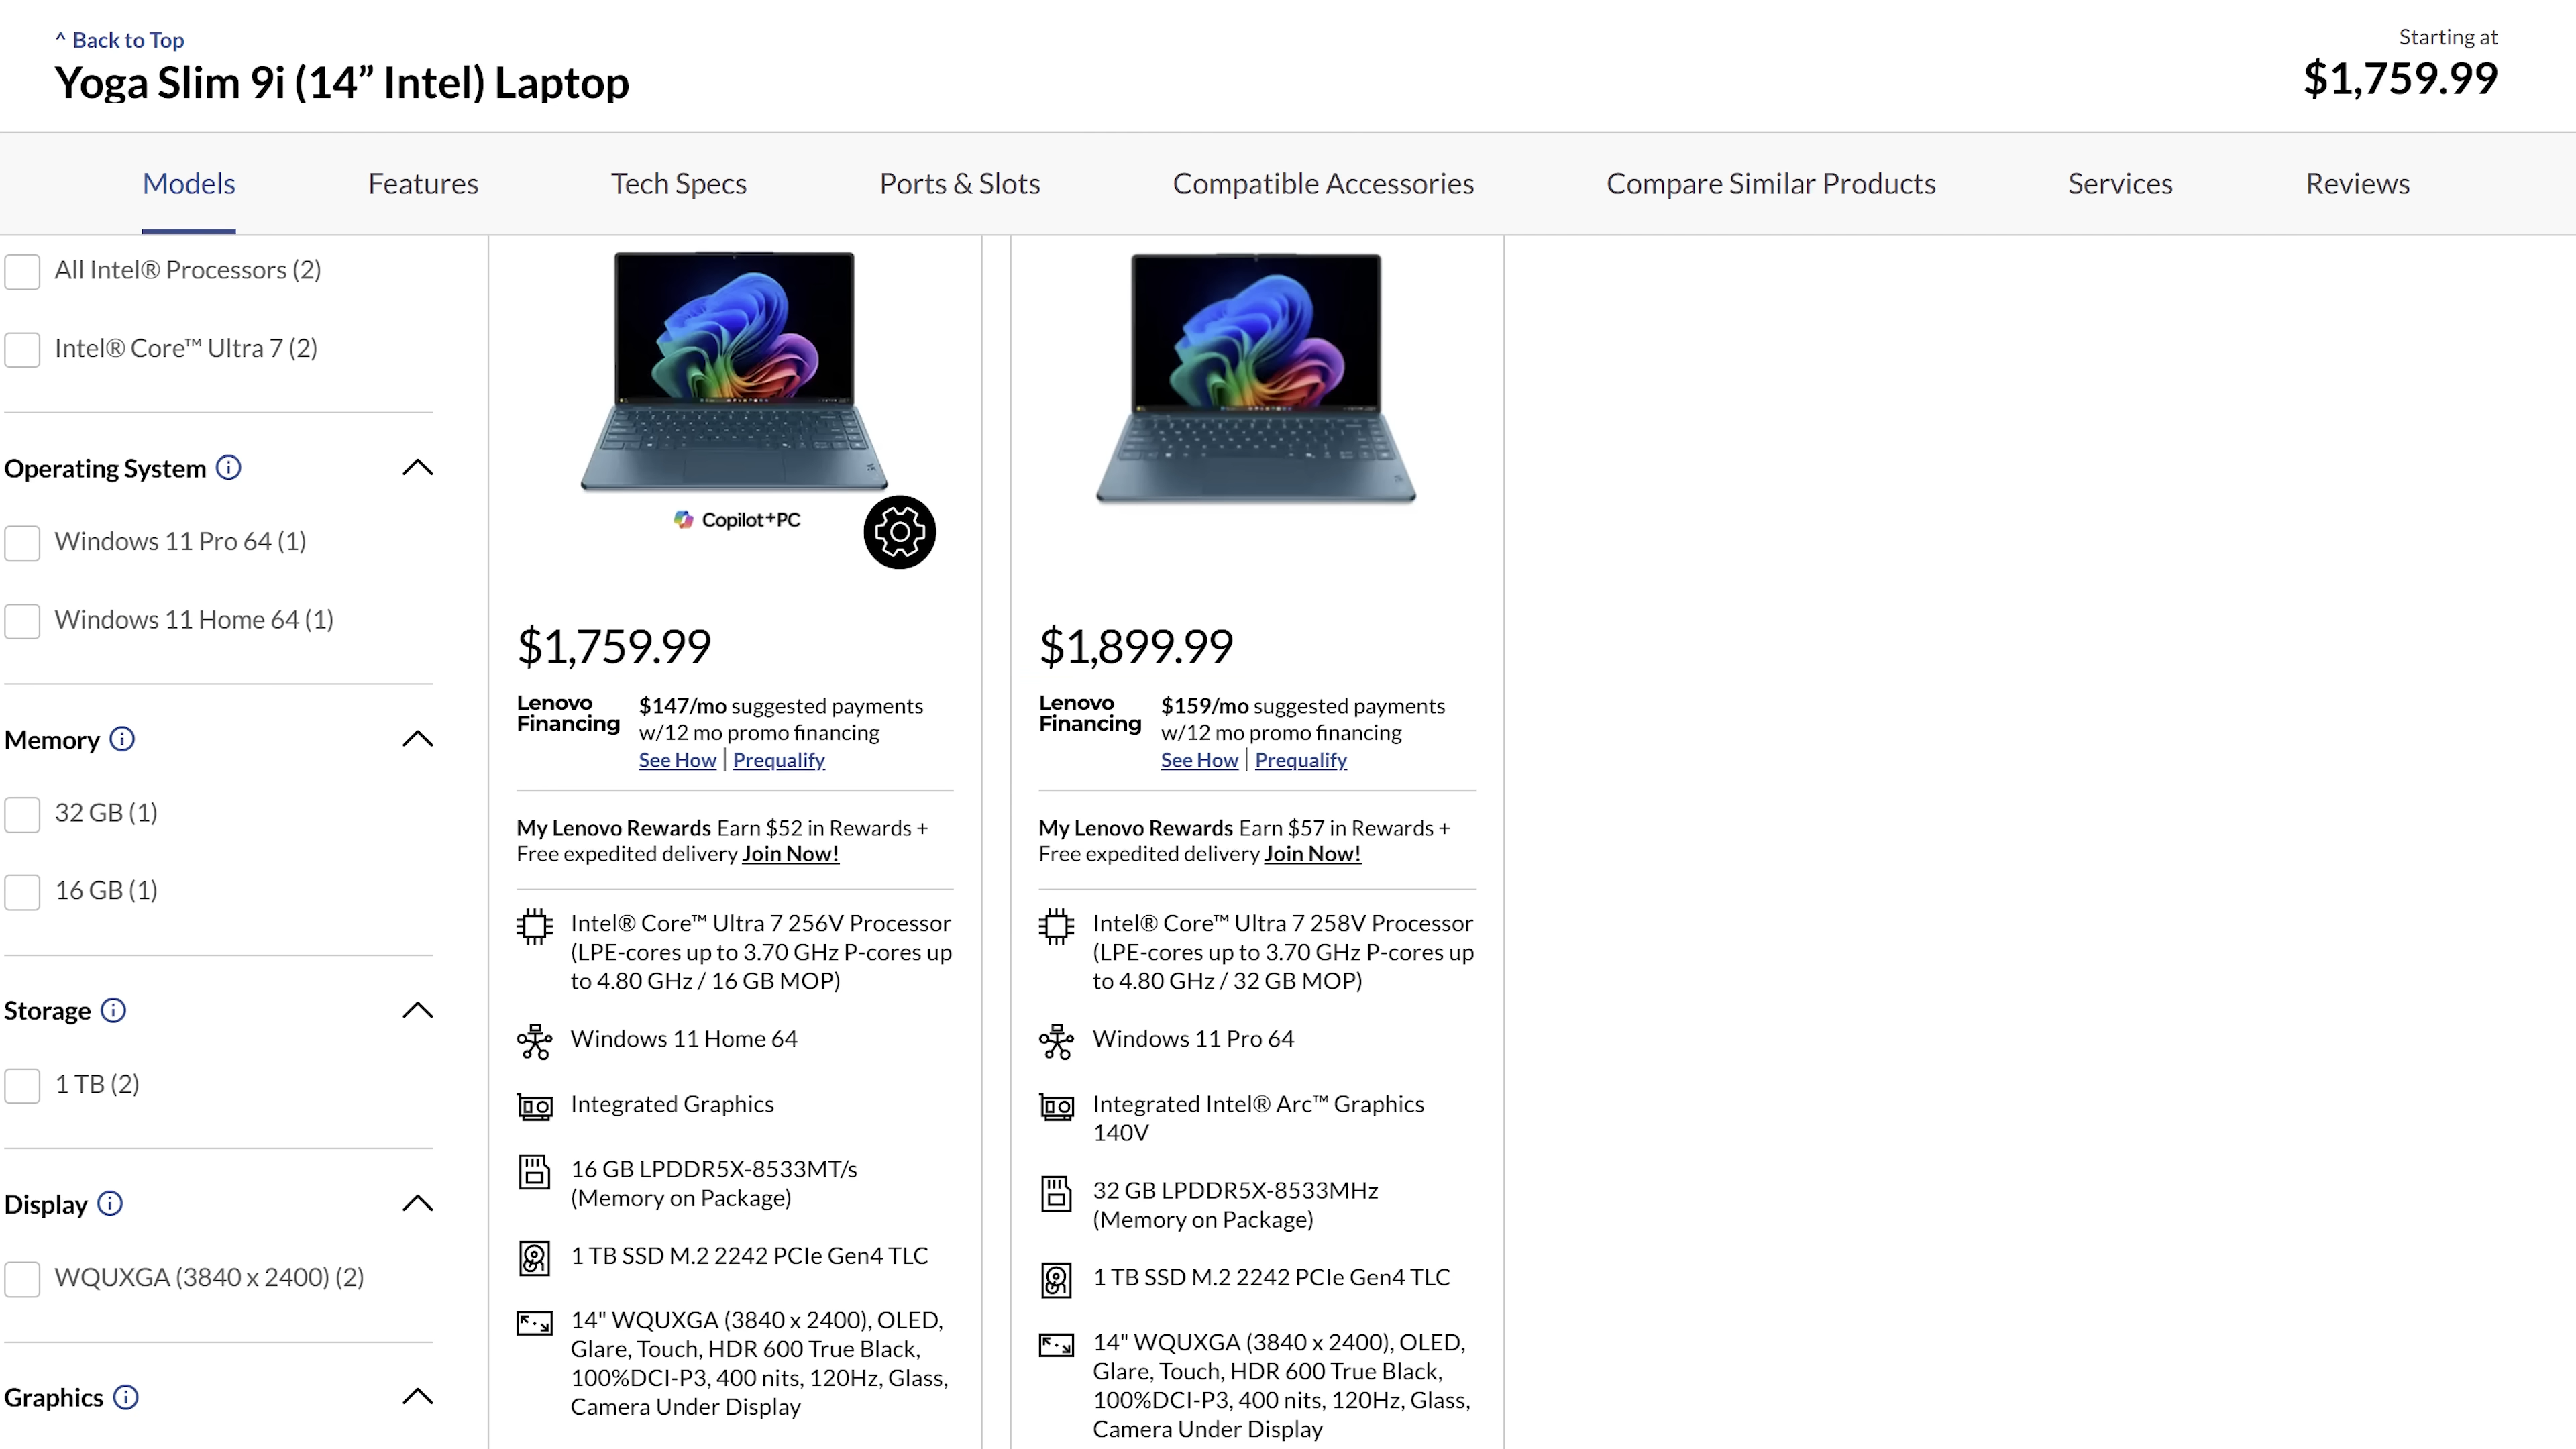 ^ Back to Top
Yoga Slim 9i (14” Intel) Laptop
Starting at
$1,759.99
Models
Features
Tech Specs
Ports & Slots
Compatible Accessories
Compare Similar Products
Services
Reviews
All Intel® Processors (2)
Intel® Core™ Ultra 7 (2)
Operating System
Windows 11 Pro 64 (1)
Windows 11 Home 64 (1)
Memory
32 GB (1)
16 GB (1)
Storage
1 TB (2)
Display
WQUXGA (3840 x 2400) (2)
Graphics
Copilot+PC
$1,759.99
Lenovo
Financing
$147/mo suggested payments
w/12 mo promo financing
See How | Prequalify
My Lenovo Rewards Earn $52 in Rewards +
Free expedited delivery Join Now!
Intel® Core™ Ultra 7 256V Processor
(LPE-cores up to 3.70 GHz P-cores up
to 4.80 GHz / 16 GB MOP)
Windows 11 Home 64
Integrated Graphics
16 GB LPDDR5X-8533MT/s
(Memory on Package)
1 TB SSD M.2 2242 PCIe Gen4 TLC
14" WQUXGA (3840 x 2400), OLED,
Glare, Touch, HDR 600 True Black,
100%DCI-P3, 400 nits, 120Hz, Glass,
Camera Under Display
$1,899.99
Lenovo
Financing
$159/mo suggested payments
w/12 mo promo financing
See How | Prequalify
My Lenovo Rewards Earn $57 in Rewards +
Free expedited delivery Join Now!
Intel® Core™ Ultra 7 258V Processor
(LPE-cores up to 3.70 GHz P-cores up
to 4.80 GHz / 32 GB MOP)
Windows 11 Pro 64
Integrated Intel® Arc™ Graphics
140V
32 GB LPDDR5X-8533MHz
(Memory on Package)
1 TB SSD M.2 2242 PCIe Gen4 TLC
14" WQUXGA (3840 x 2400), OLED,
Glare, Touch, HDR 600 True Black,
100%DCI-P3, 400 nits, 120Hz, Glass,
Camera Under Display